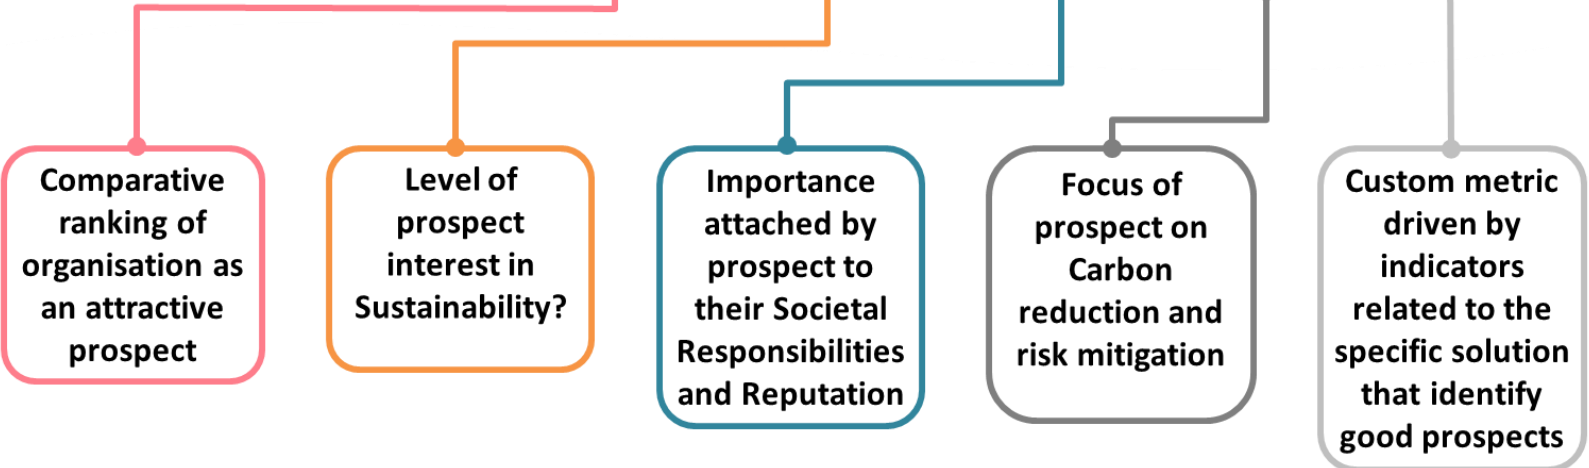 Comparative
ranking of
organisation as
an attractive
prospect
Level of
prospect
interest in
Sustainability?
Importance
attached by
prospect to
their Societal
Responsibilities
and Reputation
Focus of
prospect on
Carbon
reduction and
risk mitigation
Custom metric
driven by
indicators
related to the
specific solution
that identify
good prospects